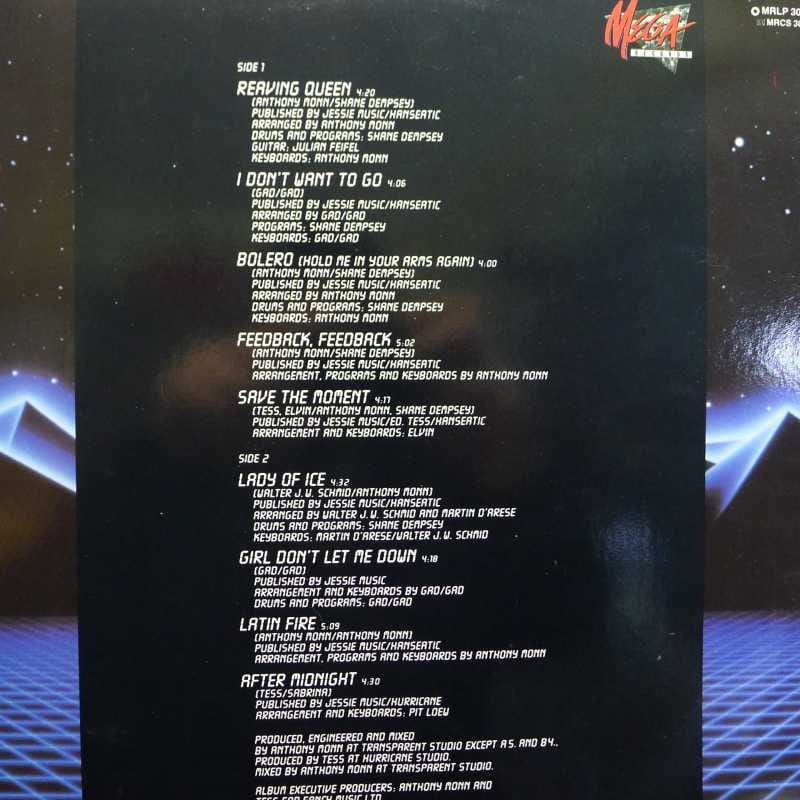 MEGA
RECORDS
MRLP 30
MRCS 30
SIDE 1
REAVING QUEEN 4:20
(ANTHONY MONN/SHANE DEMPSEY)
PUBLISHED BY JESSIE MUSIC/HANSEATIC
ARRANGED BY ANTHONY MONN
DRUMS AND PROGRAMS: SHANE DEMPSEY
GUITAR: JULIAN FEIFEL
KEYBOARDS: ANTHONY MONN
I DON'T WANT TO GO 4:06
(GAD/GAD)
PUBLISHED BY JESSIE MUSIC/HANSEATIC
ARRANGED BY GAD/GAD
PROGRAMS: SHANE DEMPSEY
KEYBOARDS: GAD/GAD
BOLERO (HOLD ME IN YOUR ARMS AGAIN) 4:00
(ANTHONY MONN/SHANE DEMPSEY)
PUBLISHED BY JESSIE MUSIC/HANSEATIC
ARRANGED BY ANTHONY MONN
DRUMS AND PROGRAMS: SHANE DEMPSEY
KEYBOARDS: ANTHONY MONN
FEEDBACK, FEEDBACK 5:02
(ANTHONY MONN/SHANE DEMPSEY)
PUBLISHED BY JESSIE MUSIC/HANSEATIC
ARRANGEMENT, PROGRAMS AND KEYBOARDS BY ANTHONY MONN
SAVE THE MOMENT 4:17
(TESS, ELVIN/ANTHONY MONN, SHANE DEMPSEY)
PUBLISHED BY JESSIE MUSIC/ED. TESS/HANSEATIC
ARRANGEMENT AND KEYBOARDS: ELVIN
SIDE 2
LADY OF ICE 4:32
(WALTER J. W. SCHMID/ANTHONY MONN)
PUBLISHED BY JESSIE MUSIC/HANSEATIC
ARRANGED BY WALTER J. W. SCHMID AND MARTIN D'ARESE
DRUMS AND PROGRAMS: SHANE DEMPSEY
KEYBOARDS: MARTIN D'ARESE/WALTER J. W. SCHMID
GIRL DON'T LET ME DOWN 4:18
(GAD/GAD)
PUBLISHED BY JESSIE MUSIC
ARRANGEMENT AND KEYBOARDS BY GAD/GAD
DRUMS AND PROGRAMS: GAD/GAD
LATIN FIRE 5:09
(ANTHONY MONN/ANTHONY MONN)
PUBLISHED BY JESSIE MUSIC/HANSEATIC
ARRANGEMENT, PROGRAMS AND KEYBOARDS BY ANTHONY MONN
AFTER MIDNIGHT 4:30
(TESS/SABRINA)
PUBLISHED BY JESSIE MUSIC/HURRICANE
ARRANGEMENT AND KEYBOARDS: PIT LOEW
PRODUCED, ENGINEERED AND MIXED
BY ANTHONY MONN AT TRANSPARENT STUDIO EXCEPT A5. AND B4..
PRODUCED BY TESS AT HURRICANE STUDIO.
MIXED BY ANTHONY MONN AT TRANSPARENT STUDIO.
ALBUM EXECUTIVE PRODUCERS: ANTHONY MONN AND
TESS FOR FANCY MUSIC LTD.